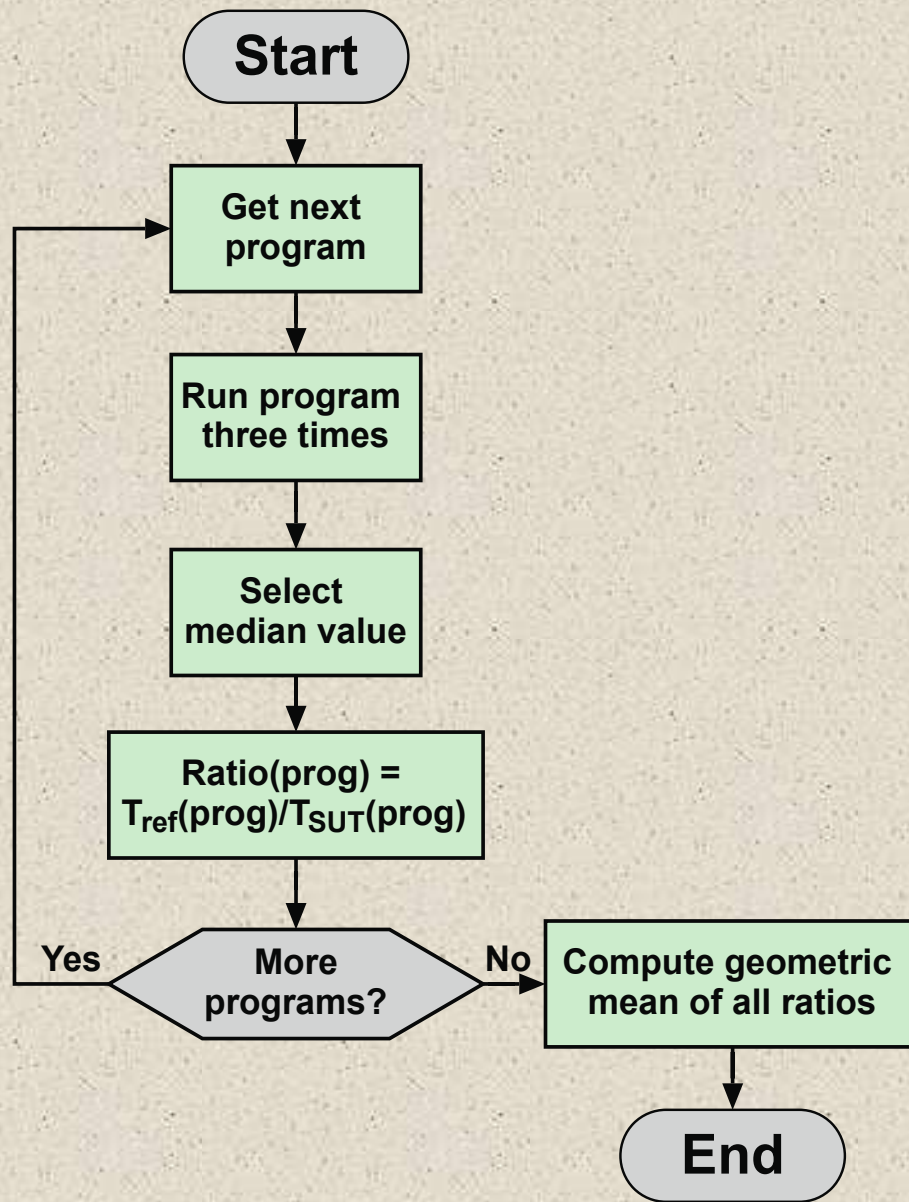 Start
Get next
program
Run program
three times
Select
median value
Ratio(prog) =
Tref(prog)/TSUT(prog)
Yes
More
programs?
No
Compute geometric
mean of all ratios
End